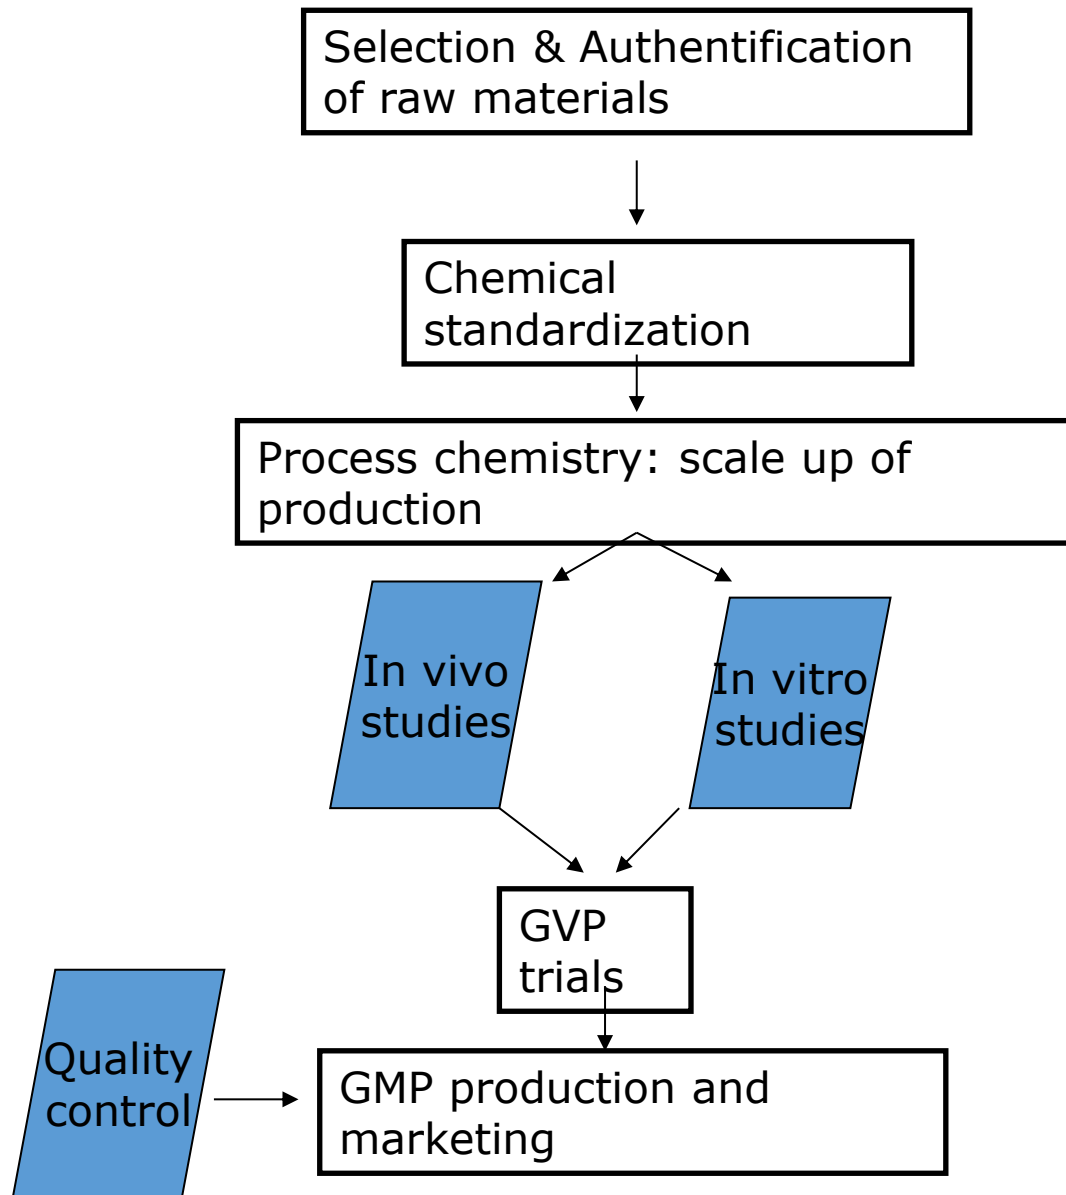 Selection & Authentification
of raw materials
Chemical
standardization
Process chemistry: scale up of
production
In vivo
studies
In vitro
studies
GVP
trials
Quality
control
GMP production and
marketing